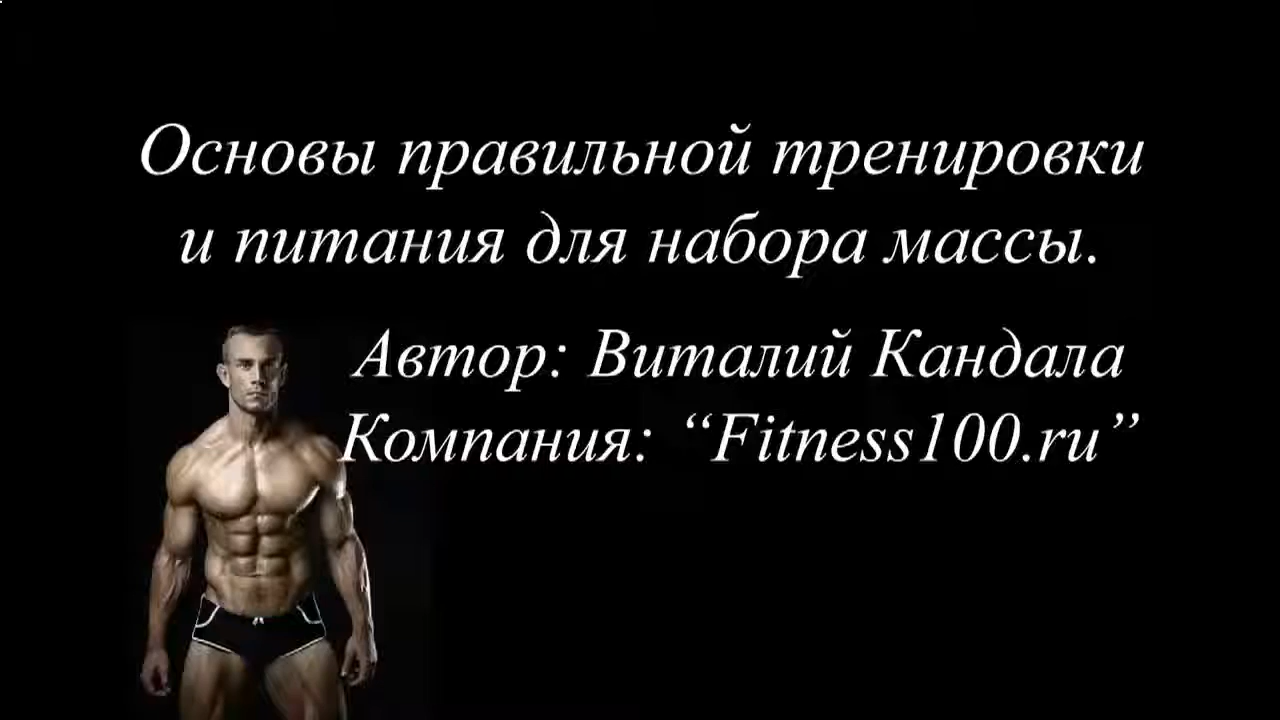 Основы правильной тренировки
и питания для набора массы.
Автор: Виталий Кандала
Компания: “Fitness100.ru”